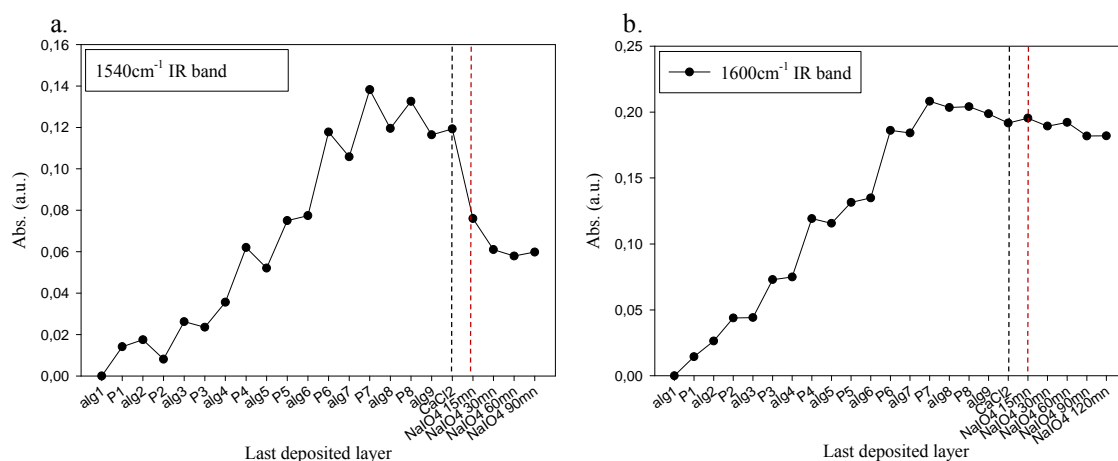 a.
0,16
0,14
0,12
0,10
0,08
0,06
0,04
0,02
0,00
Abs. (a.u.)
1540cm-1 IR band
alg1
P1
alg2
P2
alg3
P3
alg4
P4
alg5
P5
alg6
P6
alg7
P7
alg8
P8
alg9
CaCl2
NaIO4 15mn
NaIO4 30mn
NaIO4 60mn
NaIO4 90mn
Last deposited layer
b.
0,25
0,20
0,15
0,10
0,05
0,00
Abs. (a.u.)
1600cm-1 IR band
alg1
P1
alg2
P2
alg3
P3
alg4
P4
alg5
P5
alg6
P6
alg7
P7
alg8
P8
alg9
CaCl2
NaIO4 15mn
NaIO4 30mn
NaIO4 60mn
NaIO4 90mn
NaIO4 120mn
Last deposited layer